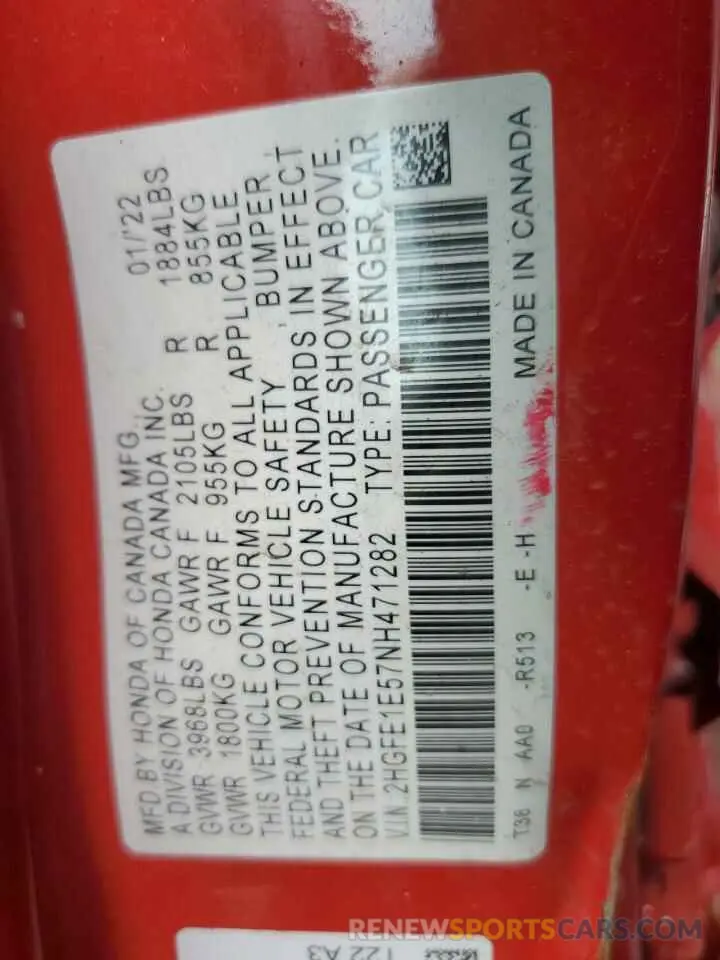 MFD BY HONDA OF CANADA MFG. 01/'22
A DIVISION OF HONDA CANADA INC.
GVWR 3968LBS GAWR F 2105LBS R 1884LBS
GVWR 1800KG GAWR F 955KG R 855KG
THIS VEHICLE CONFORMS TO ALL APPLICABLE
FEDERAL MOTOR VEHICLE SAFETY, BUMPER,
AND THEFT PREVENTION STANDARDS IN EFFECT
ON THE DATE OF MANUFACTURE SHOWN ABOVE.
V.I.N. 2HGFE1E57NH471282 TYPE: PASSENGER CAR
T38 N AA0 -R513 -E -H MADE IN CANADA
122 A3
RENEWSPORTSCARS.COM